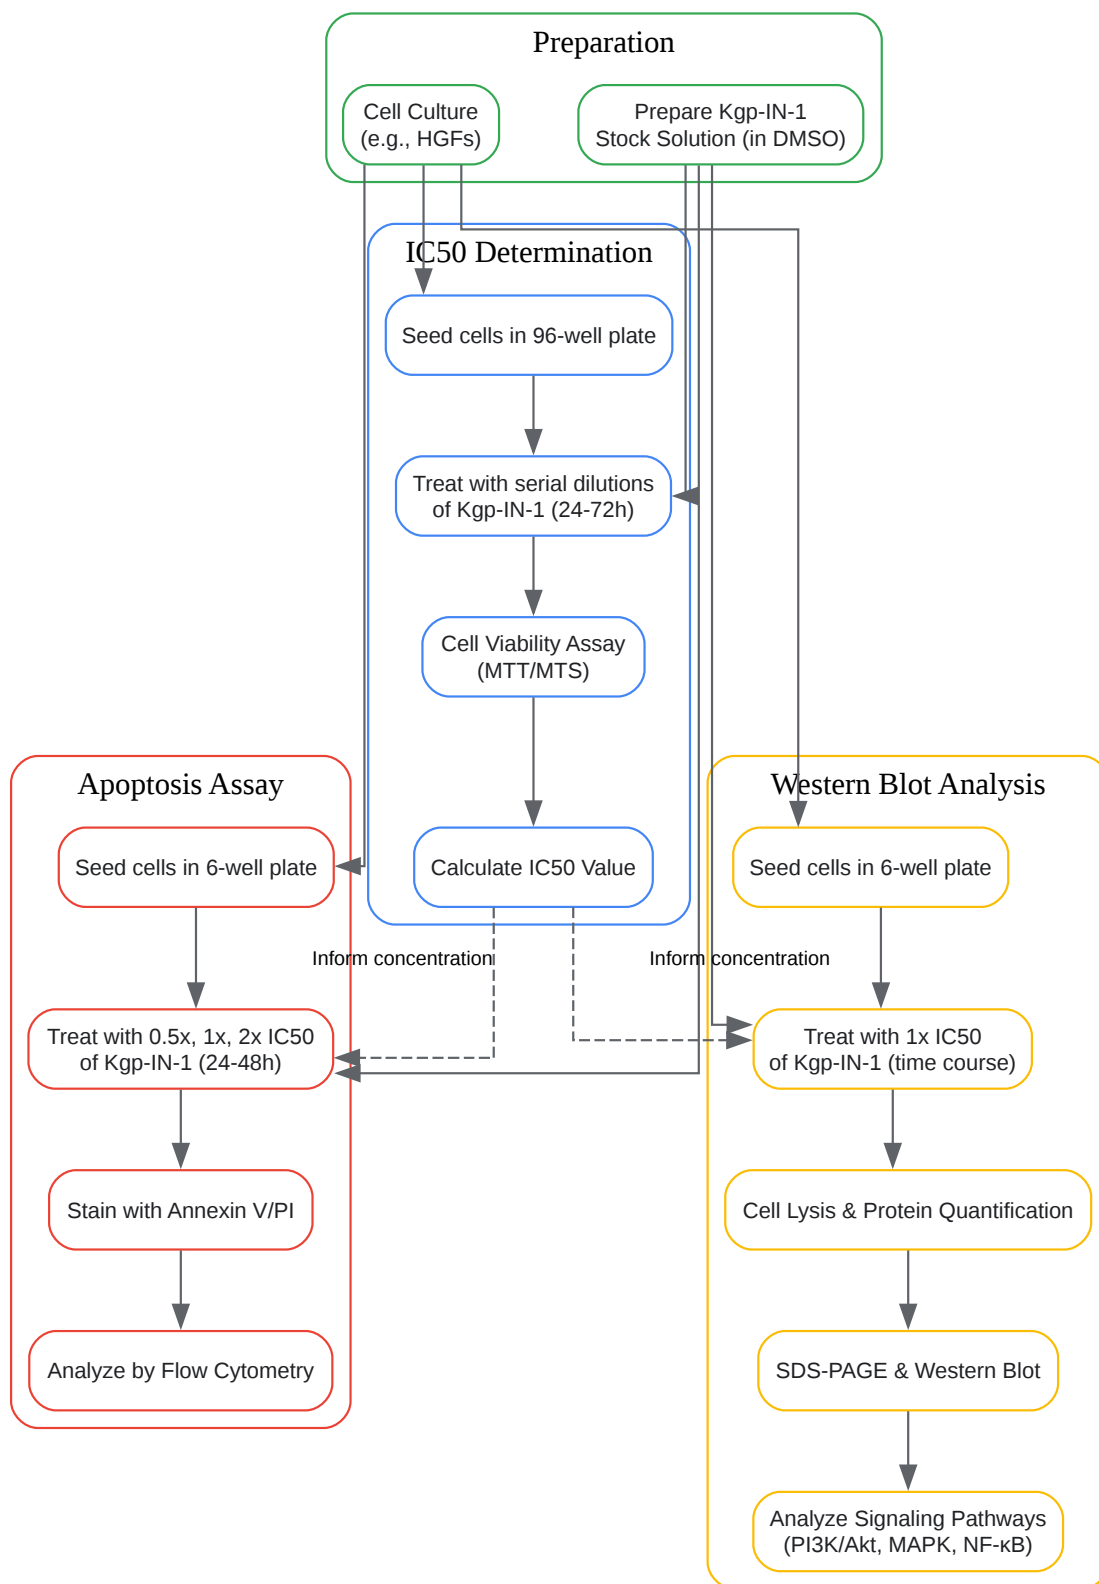 Preparation
Cell Culture
(e.g., HGFs)
Prepare Kgp-IN-1
Stock Solution (in DMSO)
IC50 Determination
Seed cells in 96-well plate
Treat with serial dilutions
of Kgp-IN-1 (24-72h)
Cell Viability Assay
(MTT/MTS)
Calculate IC50 Value
Apoptosis Assay
Seed cells in 6-well plate
Inform concentration
Treat with 0.5x, 1x, 2x IC50
of Kgp-IN-1 (24-48h)
Stain with Annexin V/PI
Analyze by Flow Cytometry
Western Blot Analysis
Seed cells in 6-well plate
Inform concentration
Treat with 1x IC50
of Kgp-IN-1 (time course)
Cell Lysis & Protein Quantification
SDS-PAGE & Western Blot
Analyze Signaling Pathways
(PI3K/Akt, MAPK, NF-κB)